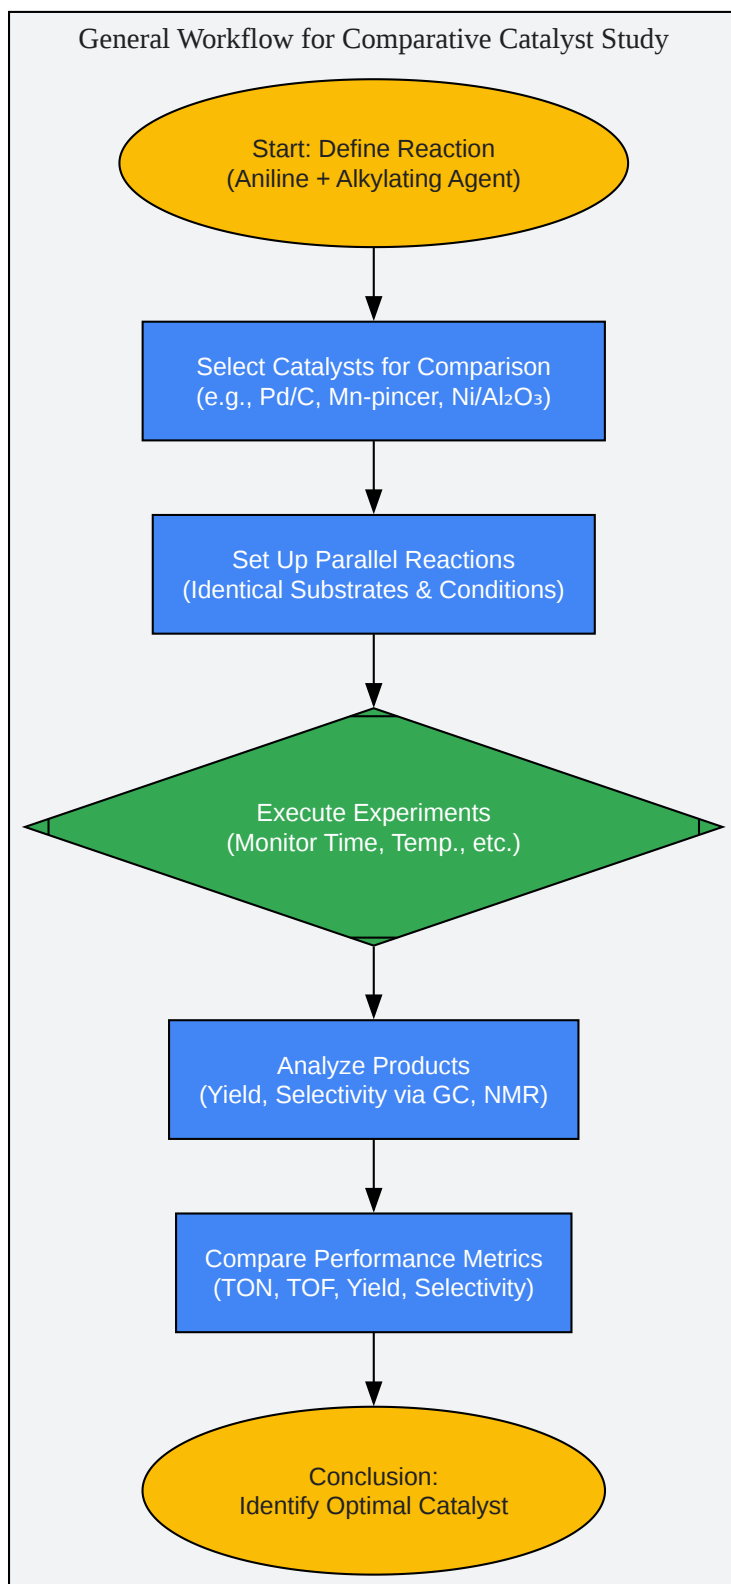 General Workflow for Comparative Catalyst Study
Start: Define Reaction
(Aniline + Alkylating Agent)
Select Catalysts for Comparison
(e.g., Pd/C, Mn-pincer, Ni/Al₂O₃)
Set Up Parallel Reactions
(Identical Substrates & Conditions)
Execute Experiments
(Monitor Time, Temp., etc.)
Analyze Products
(Yield, Selectivity via GC, NMR)
Compare Performance Metrics
(TON, TOF, Yield, Selectivity)
Conclusion:
Identify Optimal Catalyst